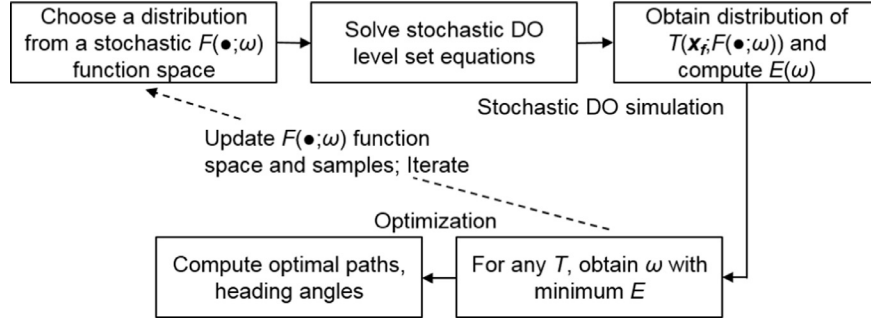 Choose a distribution
from a stochastic F(●;ω)
function space
Solve stochastic DO
level set equations
Obtain distribution of
T(x_f;F(●;ω)) and
compute E(ω)
Stochastic DO simulation
Update F(●;ω) function
space and samples; Iterate
Optimization
Compute optimal paths,
heading angles
For any T, obtain ω with
minimum E